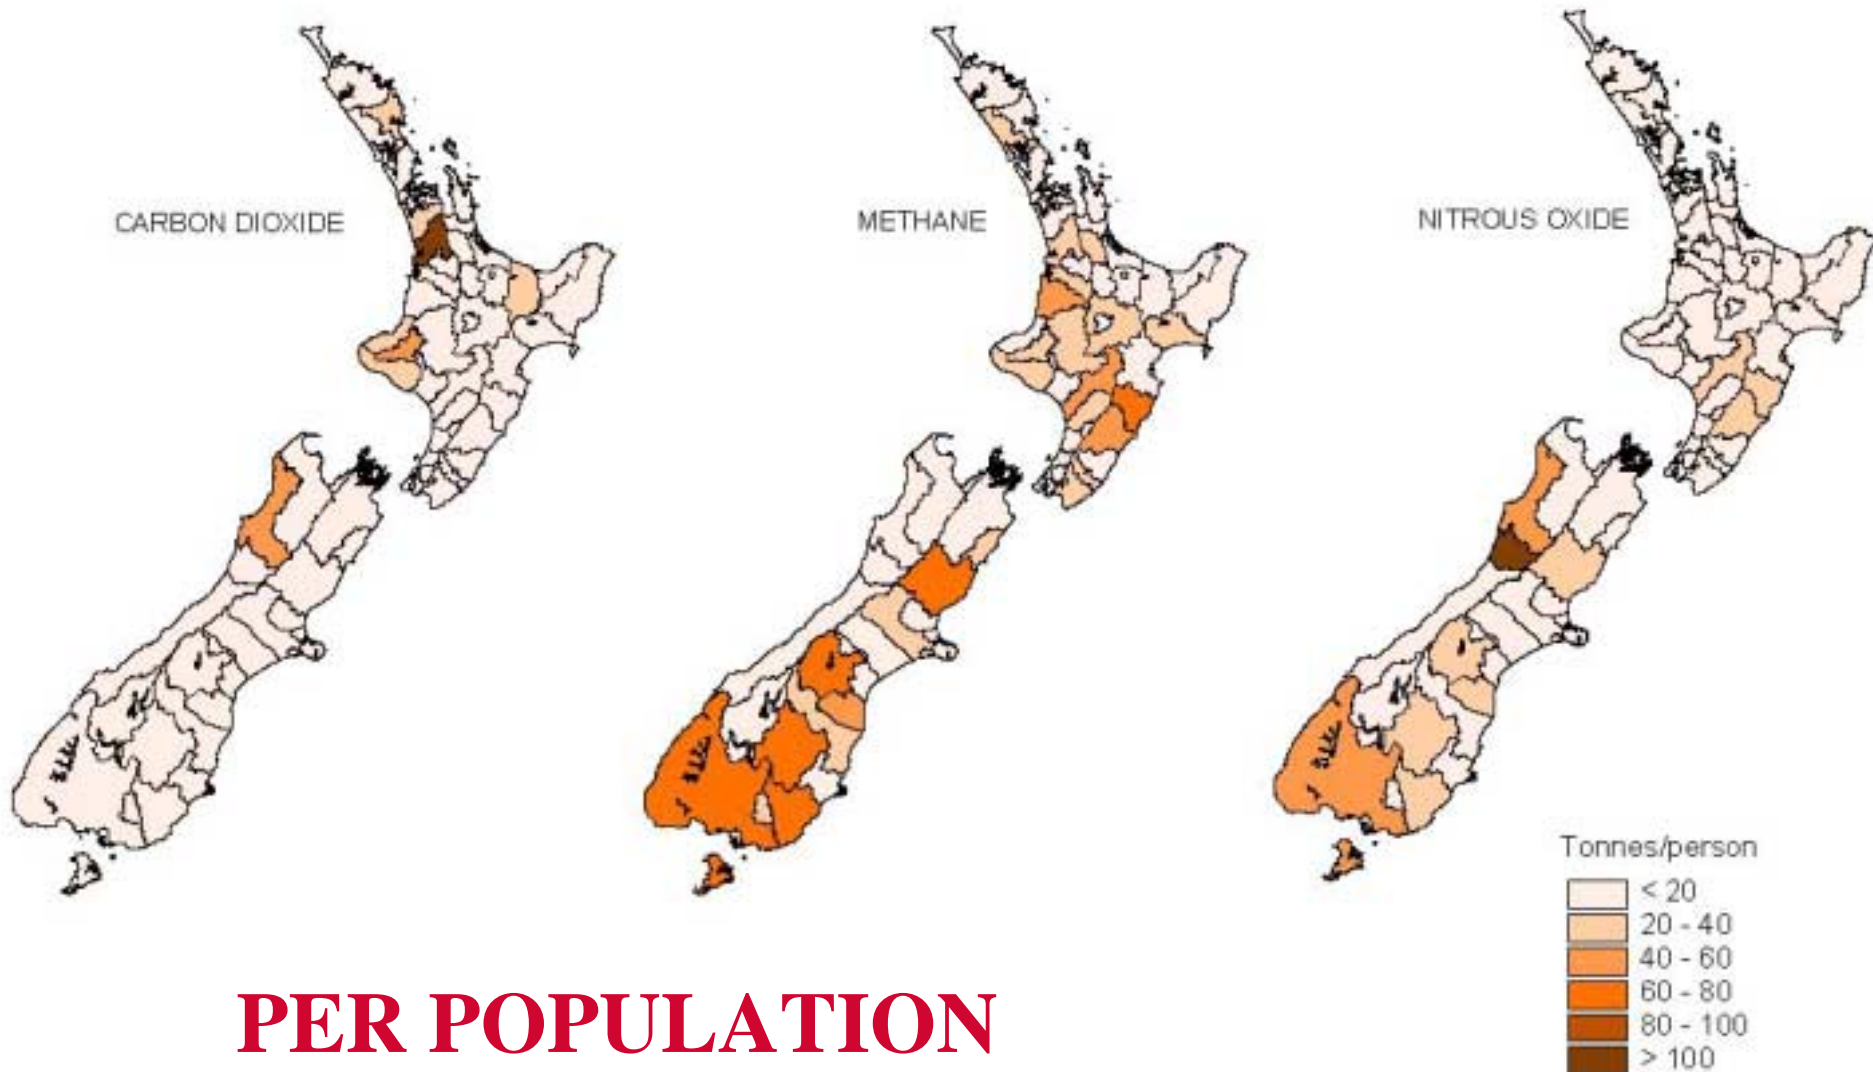 CARBON DIOXIDE
METHANE
NITROUS OXIDE
Tonnes/person
< 20
20 - 40
40 - 60
60 - 80
80 - 100
> 100
PER POPULATION